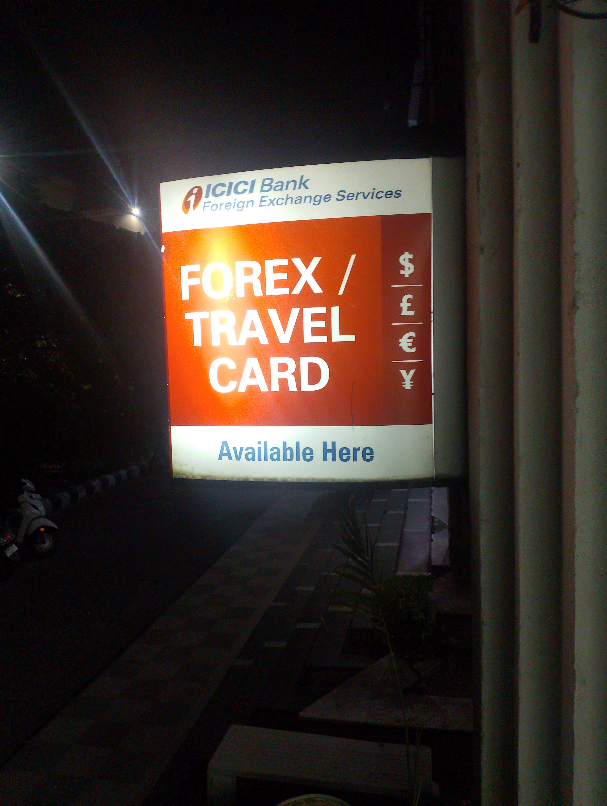 ICICI Bank
Foreign Exchange Services
FOREX /
TRAVEL
CARD
$
£
€
¥
Available Here